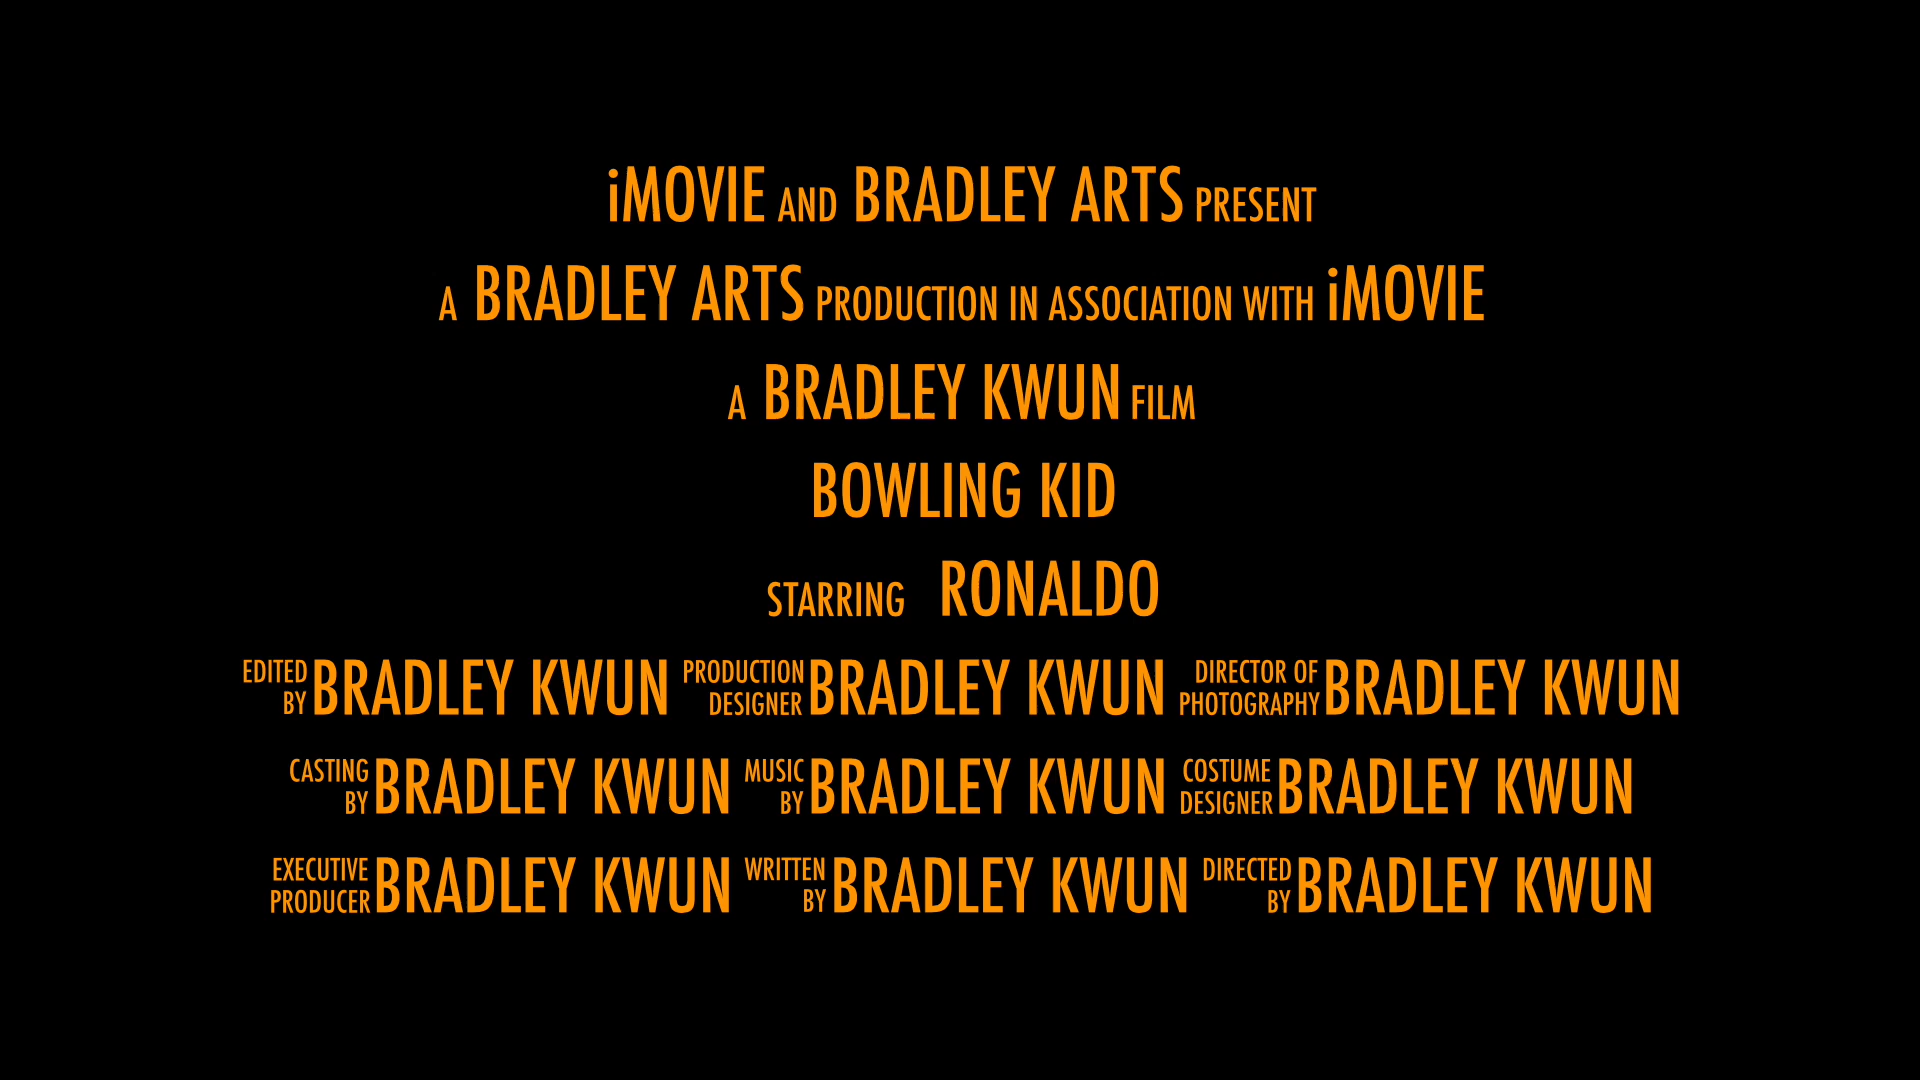 iMOVIE AND BRADLEY ARTS PRESENT
A BRADLEY ARTS PRODUCTION IN ASSOCIATION WITH iMOVIE
A BRADLEY KWUN FILM
BOWLING KID
STARRING RONALDO
EDITED BY BRADLEY KWUN PRODUCTION DESIGNER BRADLEY KWUN DIRECTOR OF PHOTOGRAPHY BRADLEY KWUN
CASTING BY BRADLEY KWUN MUSIC BY BRADLEY KWUN COSTUME DESIGNER BRADLEY KWUN
EXECUTIVE PRODUCER BRADLEY KWUN WRITTEN BY BRADLEY KWUN DIRECTED BY BRADLEY KWUN